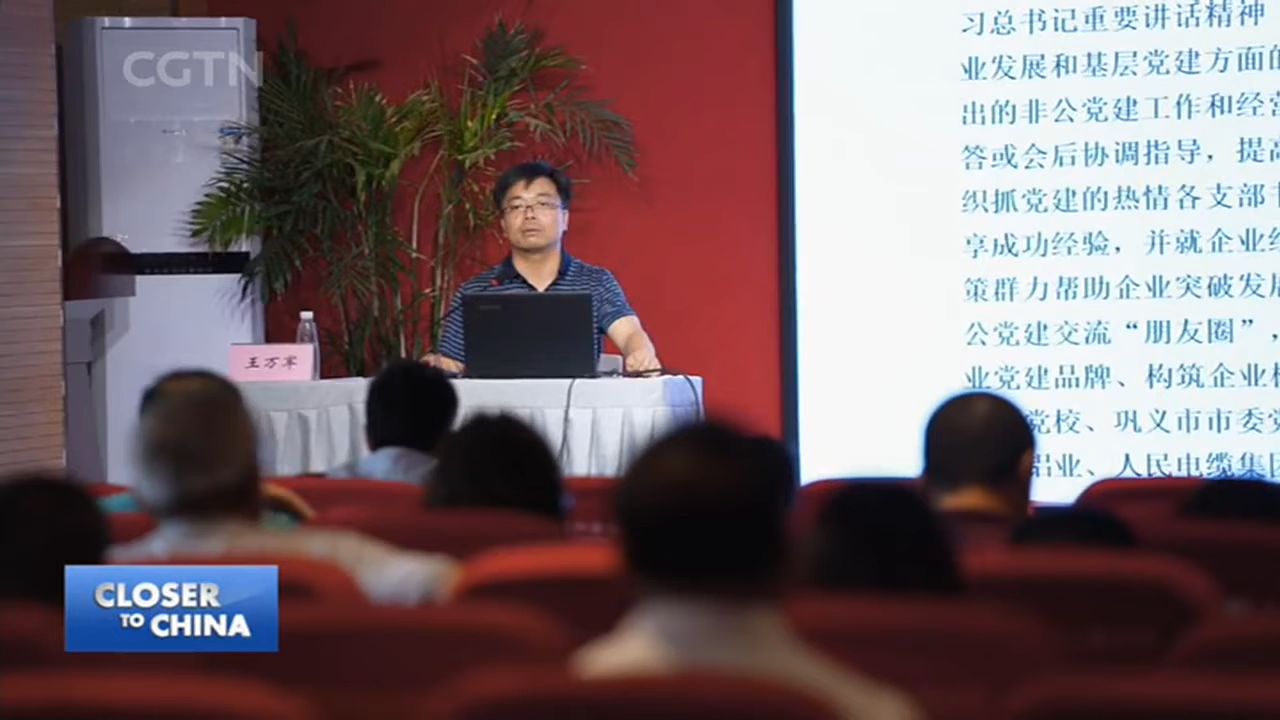 CGTN
习总书记重要讲话精神
业发展和基层党建方面的
出的非公党建工作和经营
答或会后协调指导，提高
织抓党建的热情各支部书
享成功经验，并就企业经
策群力帮助企业突破发展
公党建交流“朋友圈”，
业党建品牌、构筑企业核
党校、巩义市市委党
铝业、人民电缆集团
王万军
CLOSER
TO CHINA